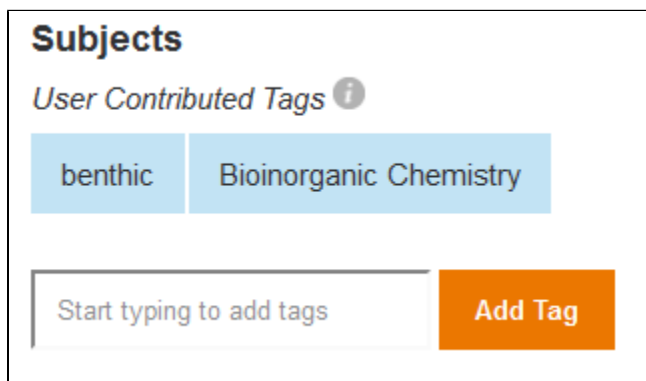 Subjects
User Contributed Tags i
benthic Bioinorganic Chemistry
Start typing to add tags Add Tag